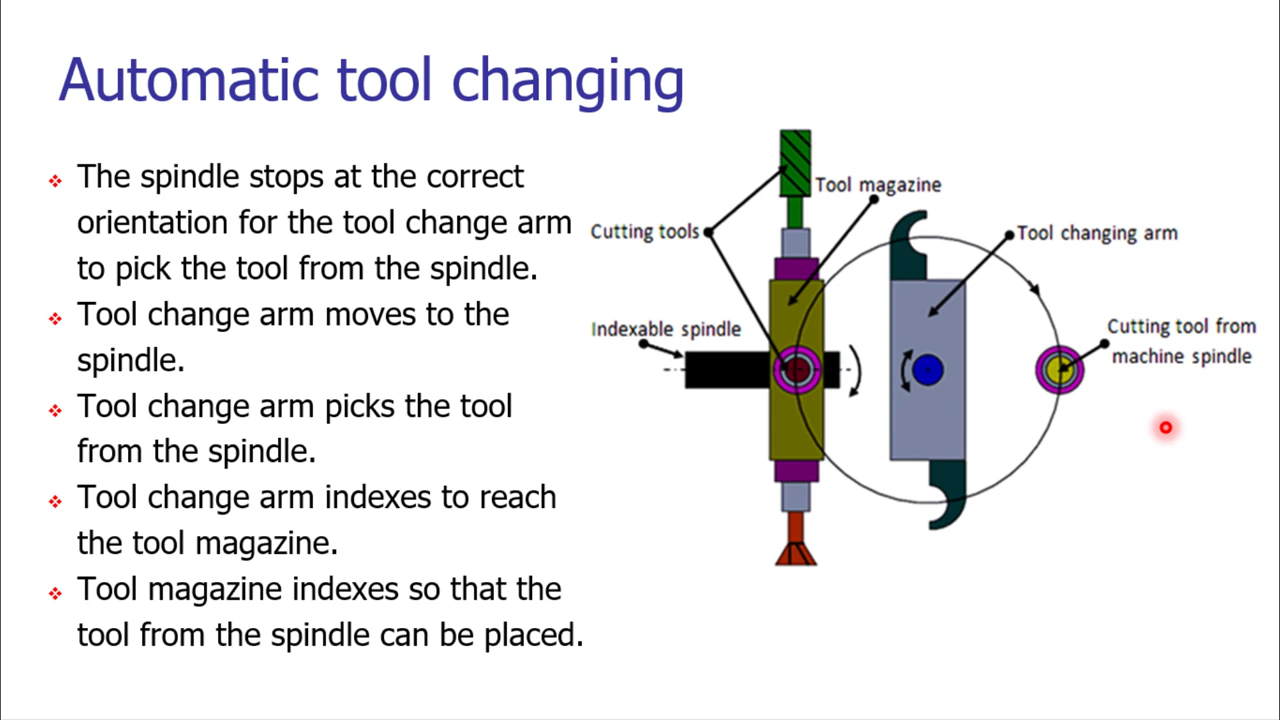 Automatic tool changing
The spindle stops at the correct
orientation for the tool change arm
to pick the tool from the spindle.
Tool change arm moves to the
spindle.
Tool change arm picks the tool
from the spindle.
Tool change arm indexes to reach
the tool magazine.
Tool magazine indexes so that the
tool from the spindle can be placed.
Tool magazine
Cutting tools
Tool changing arm
Indexable spindle
Cutting tool from
machine spindle